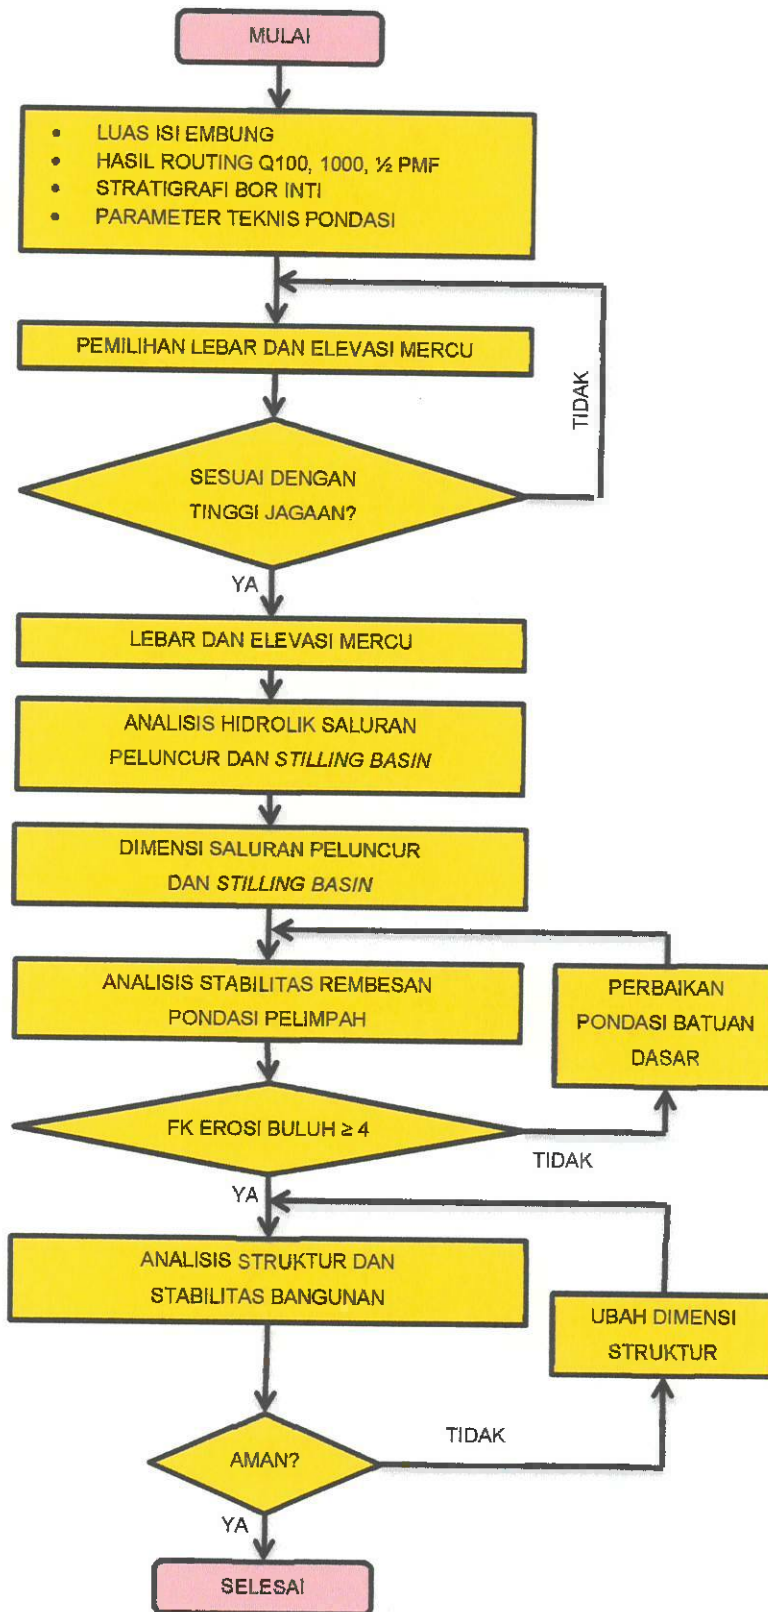 MULAI
• LUAS ISI EMBUNG
• HASIL ROUTING Q100, 1000, ½ PMF
• STRATIGRAFI BOR INTI
• PARAMETER TEKNIS PONDASI
PEMILIHAN LEBAR DAN ELEVASI MERCU
TIDAK
SESUAI DENGAN
TINGGI JAGAAN?
YA
LEBAR DAN ELEVASI MERCU
ANALISIS HIDROLIK SALURAN
PELUNCUR DAN STILLING BASIN
DIMENSI SALURAN PELUNCUR
DAN STILLING BASIN
ANALISIS STABILITAS REMBESAN
PONDASI PELIMPAH
PERBAIKAN
PONDASI BATUAN
DASAR
FK EROSI BULUH ≥ 4
TIDAK
YA
ANALISIS STRUKTUR DAN
STABILITAS BANGUNAN
UBAH DIMENSI
STRUKTUR
AMAN?
TIDAK
YA
SELESAI